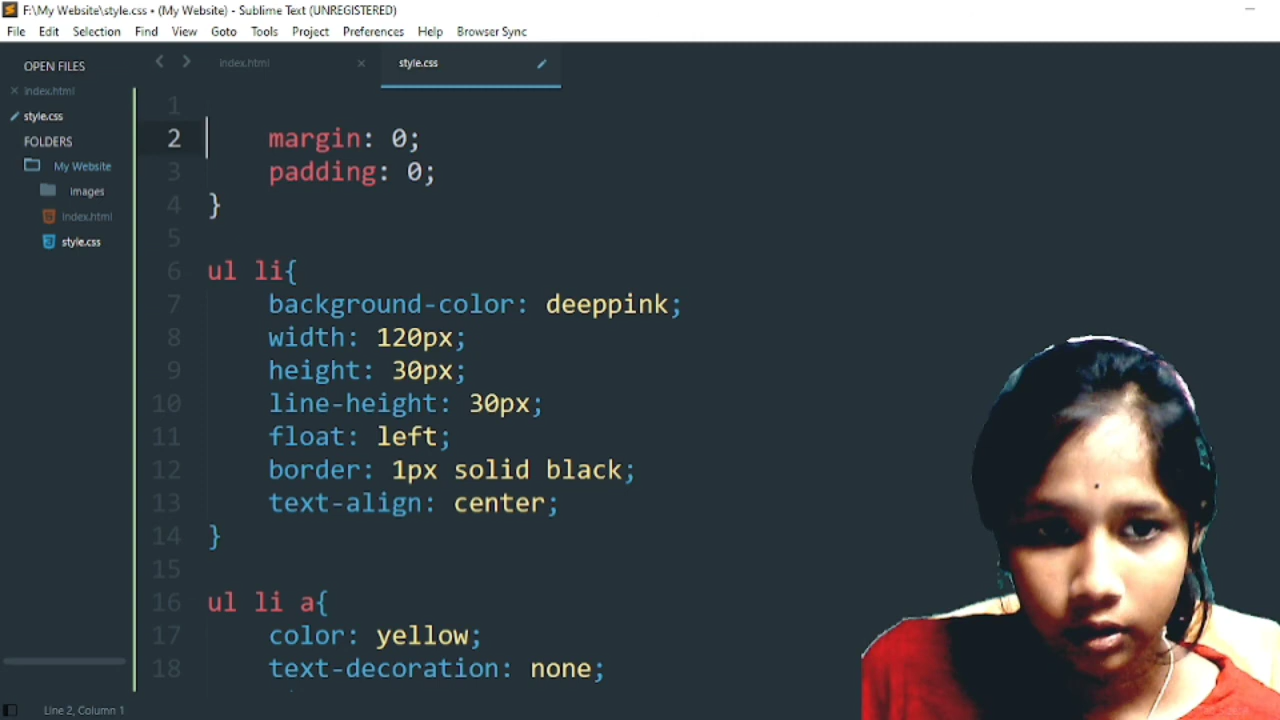 F:\My Website\style.css • (My Website) - Sublime Text (UNREGISTERED)
File Edit Selection Find View Goto Tools Project Preferences Help Browser Sync
OPEN FILES
index.html
style.css
FOLDERS
My Website
images
index.html
style.css
index.html
style.css
1
2 margin: 0;
3 padding: 0;
4 }
5
6 ul li{
7 background-color: deeppink;
8 width: 120px;
9 height: 30px;
10 line-height: 30px;
11 float: left;
12 border: 1px solid black;
13 text-align: center;
14 }
15
16 ul li a{
17 color: yellow;
18 text-decoration: none;
Line 2, Column 1